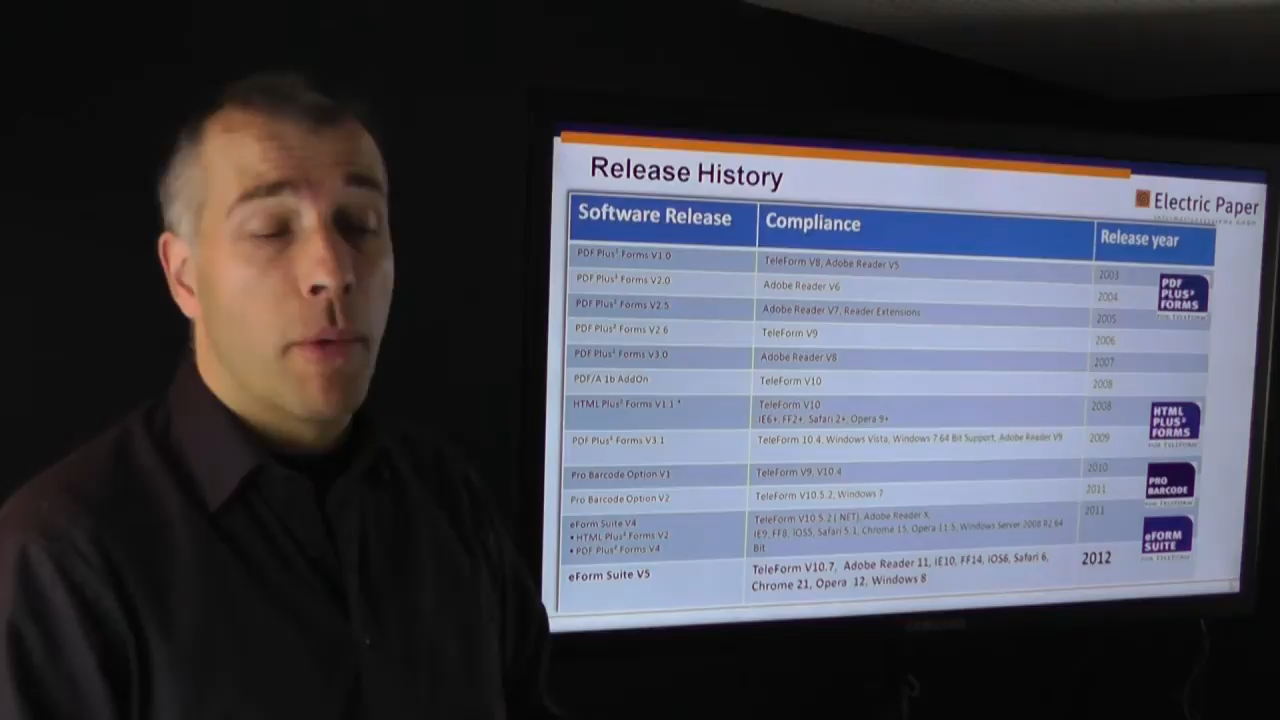 Release History
Electric Paper
Software Release Compliance Release year
PDF Plus² Forms V1.0 TeleForm V8, Adobe Reader V5 2003
PDF Plus² Forms V2.0 Adobe Reader V6 2004
PDF Plus² Forms V2.5 Adobe Reader V7, Reader Extensions 2005
PDF Plus² Forms V2.6 TeleForm V9 2006
PDF Plus² Forms V3.0 Adobe Reader V8 2007
PDF/A 1b AddOn TeleForm V10 2008
HTML Plus² Forms V1.1 * TeleForm V10 2008
IE6+, FF2+, Safari 2+, Opera 9+
PDF Plus² Forms V3.1 TeleForm 10.4, Windows Vista, Windows 7 64 Bit Support, Adobe Reader V9 2009
Pro Barcode Option V1 TeleForm V9, V10.4 2010
Pro Barcode Option V2 TeleForm V10.5.2, Windows 7 2011
eForm Suite V4 TeleForm V10.5.2 (.NET), Adobe Reader X, 2011
• HTML Plus² Forms V2 IE9, FF8, iOS5, Safari 5.1, Chrome 15, Opera 11.5, Windows Server 2008 R2 64
• PDF Plus² Forms V4 Bit
eForm Suite V5 TeleForm V10.7, Adobe Reader 11, IE10, FF14, iOS6, Safari 6, 2012
Chrome 21, Opera 12, Windows 8
PDF
PLUS²
FORMS
FOR TELEFORM
HTML
PLUS²
FORMS
FOR TELEFORM
PRO
BARCODE
FOR TELEFORM
eFORM
SUITE
FOR TELEFORM
SAMSUNG